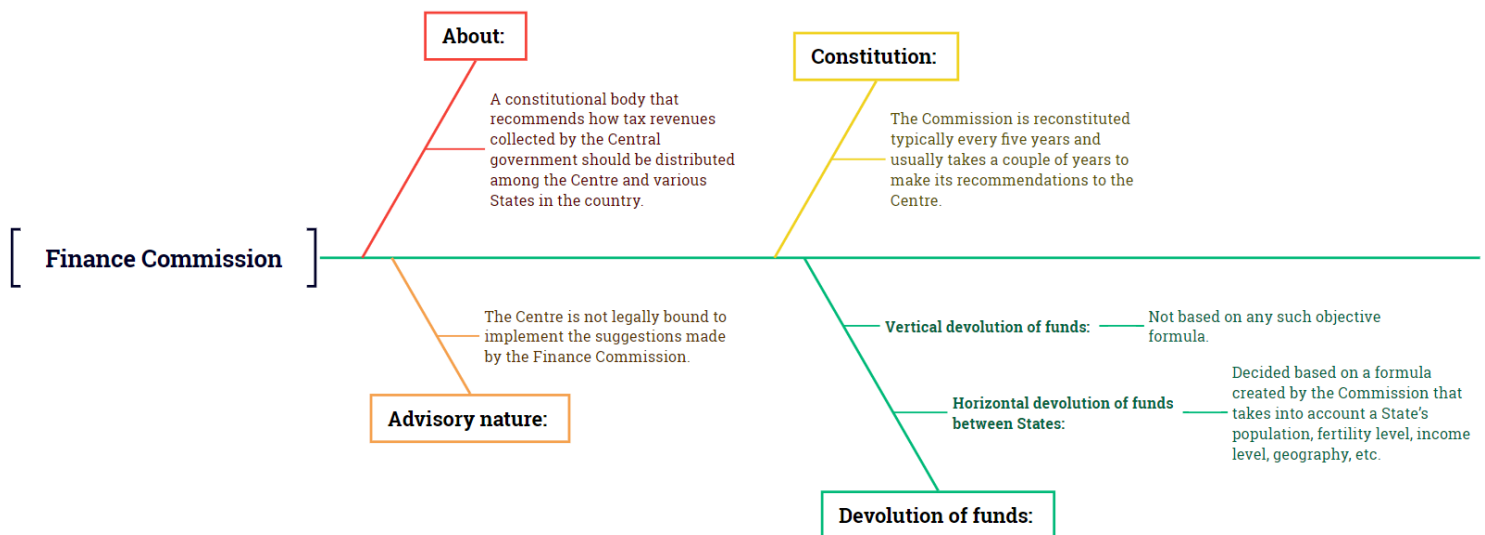 About:
A constitutional body that
recommends how tax revenues
collected by the Central
government should be distributed
among the Centre and various
States in the country.
Constitution:
The Commission is reconstituted
typically every five years and
usually takes a couple of years to
make its recommendations to the
Centre.
Finance Commission
The Centre is not legally bound to
implement the suggestions made
by the Finance Commission.
Advisory nature:
Vertical devolution of funds:
Not based on any such objective
formula.
Horizontal devolution of funds
between States:
Decided based on a formula
created by the Commission that
takes into account a State’s
population, fertility level, income
level, geography, etc.
Devolution of funds: